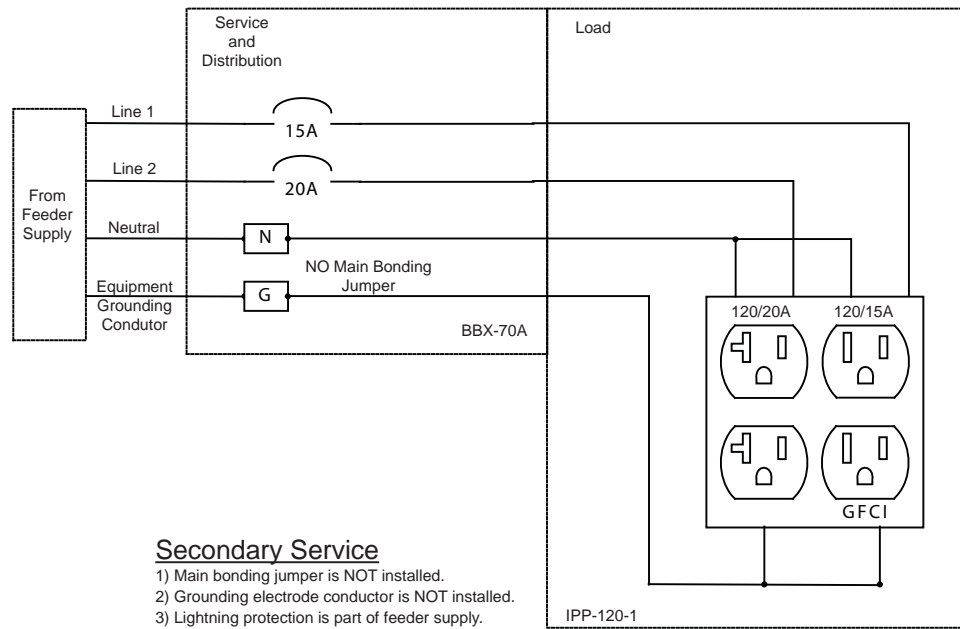 Service
and
Distribution
Load
Line 1
15A
Line 2
20A
From
Feeder
Supply
Neutral
N
NO Main Bonding
Jumper
Equipment
Grounding
Condutor
G
BBX-70A
120/20A
120/15A
GFCI
Secondary Service
1) Main bonding jumper is NOT installed.
2) Grounding electrode conductor is NOT installed.
3) Lightning protection is part of feeder supply.
IPP-120-1